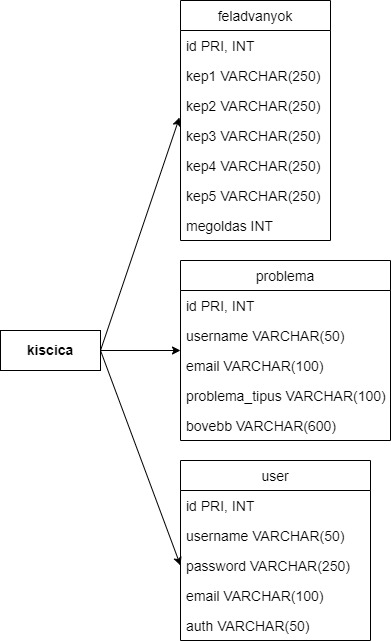 feladvanyok
id PRI, INT
kep1 VARCHAR(250)
kep2 VARCHAR(250)
kep3 VARCHAR(250)
kep4 VARCHAR(250)
kep5 VARCHAR(250)
megoldas INT
problema
id PRI, INT
username VARCHAR(50)
email VARCHAR(100)
problema_tipus VARCHAR(100)
bovebb VARCHAR(600)
kiscica
user
id PRI, INT
username VARCHAR(50)
password VARCHAR(250)
email VARCHAR(100)
auth VARCHAR(50)